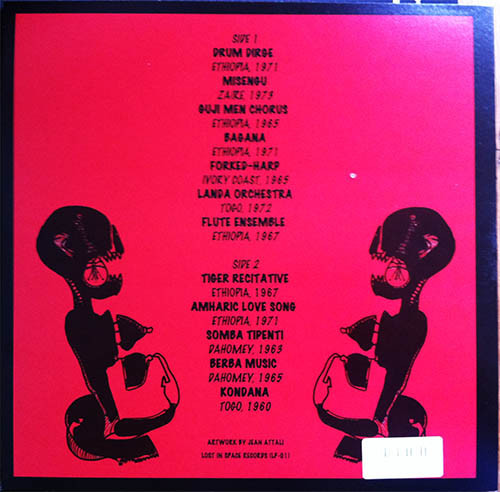 SIDE 1
DRUM DIRGE
ETHIOPIA, 1971
MISENGU
ZAIRE, 1973
GUJI MEN CHORUS
ETHIOPIA, 1965
BAGANA
ETHIOPIA, 1971
FORKED-HARP
IVORY COAST, 1965
LANDA ORCHESTRA
TOGO, 1972
FLUTE ENSEMBLE
ETHIOPIA, 1967
SIDE 2
TIGER RECITATIVE
ETHIOPIA, 1967
AMHARIC LOVE SONG
ETHIOPIA, 1971
SOMBA TIPENTI
DAHOMEY, 1963
BERBA MUSIC
DAHOMEY, 1965
KONDANA
TOGO, 1960
ARTWORK BY JEAN ATTALI
LOST IN SPACE RECORDS (LF-01)